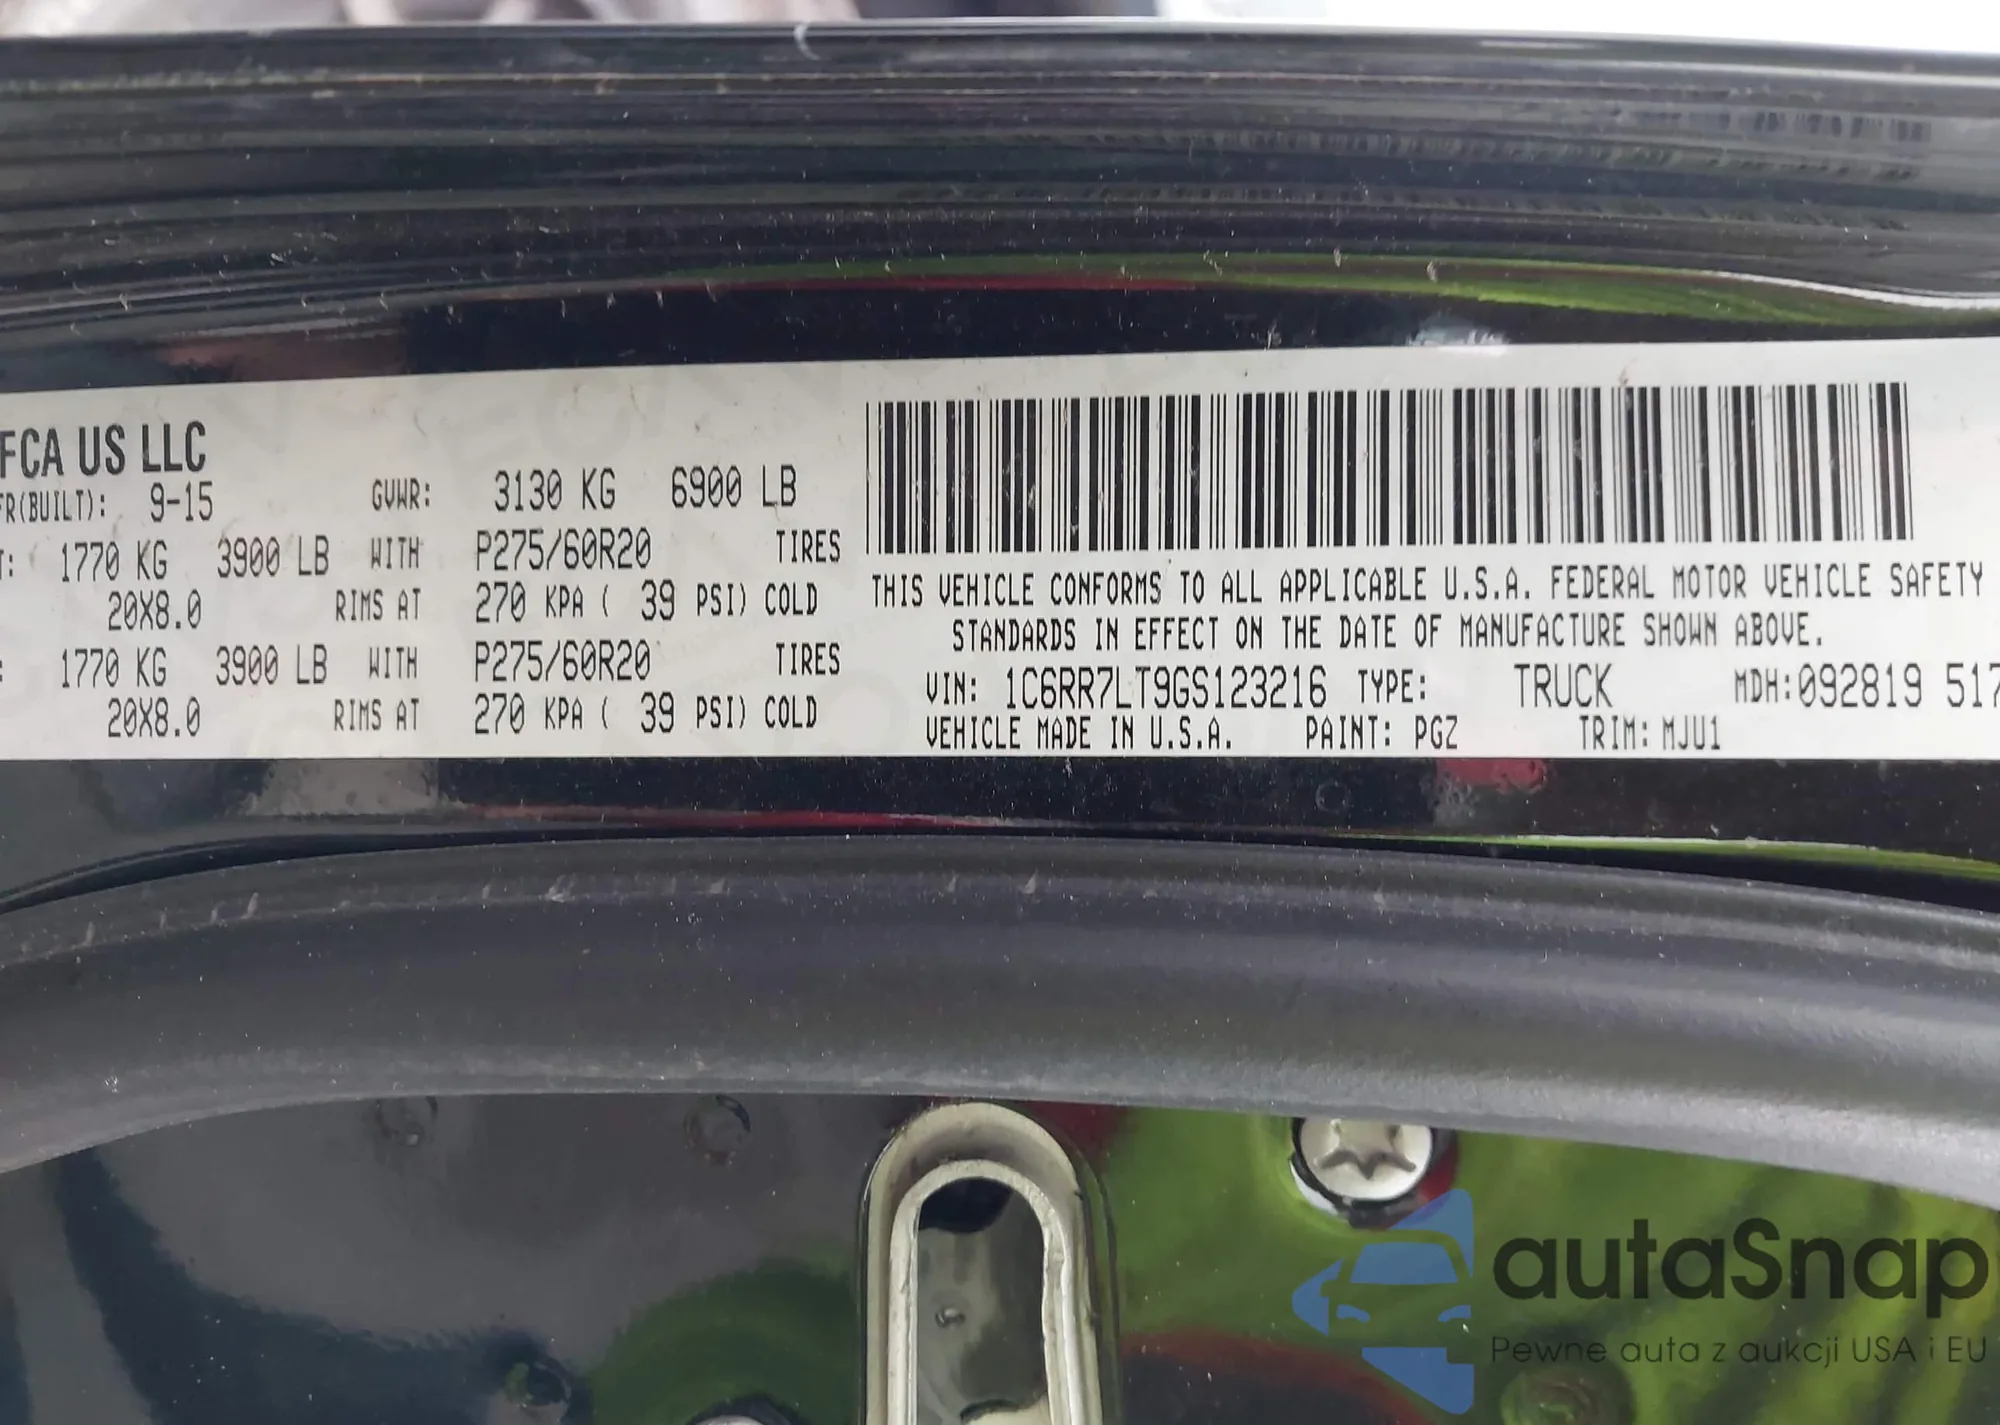 FCA US LLC
FR(BUILT): 9-15 GVWR: 3130 KG 6900 LB
T: 1770 KG 3900 LB WITH P275/60R20 TIRES
20X8.0 RIMS AT 270 KPA ( 39 PSI) COLD
: 1770 KG 3900 LB WITH P275/60R20 TIRES
20X8.0 RIMS AT 270 KPA ( 39 PSI) COLD
THIS VEHICLE CONFORMS TO ALL APPLICABLE U.S.A. FEDERAL MOTOR VEHICLE SAFETY
STANDARDS IN EFFECT ON THE DATE OF MANUFACTURE SHOWN ABOVE.
VIN: 1C6RR7LT9GS123216 TYPE: TRUCK MDH:092819 517
VEHICLE MADE IN U.S.A. PAINT: PGZ TRIM: MJU1
autaSnap
Pewne auta z aukcji USA i EU